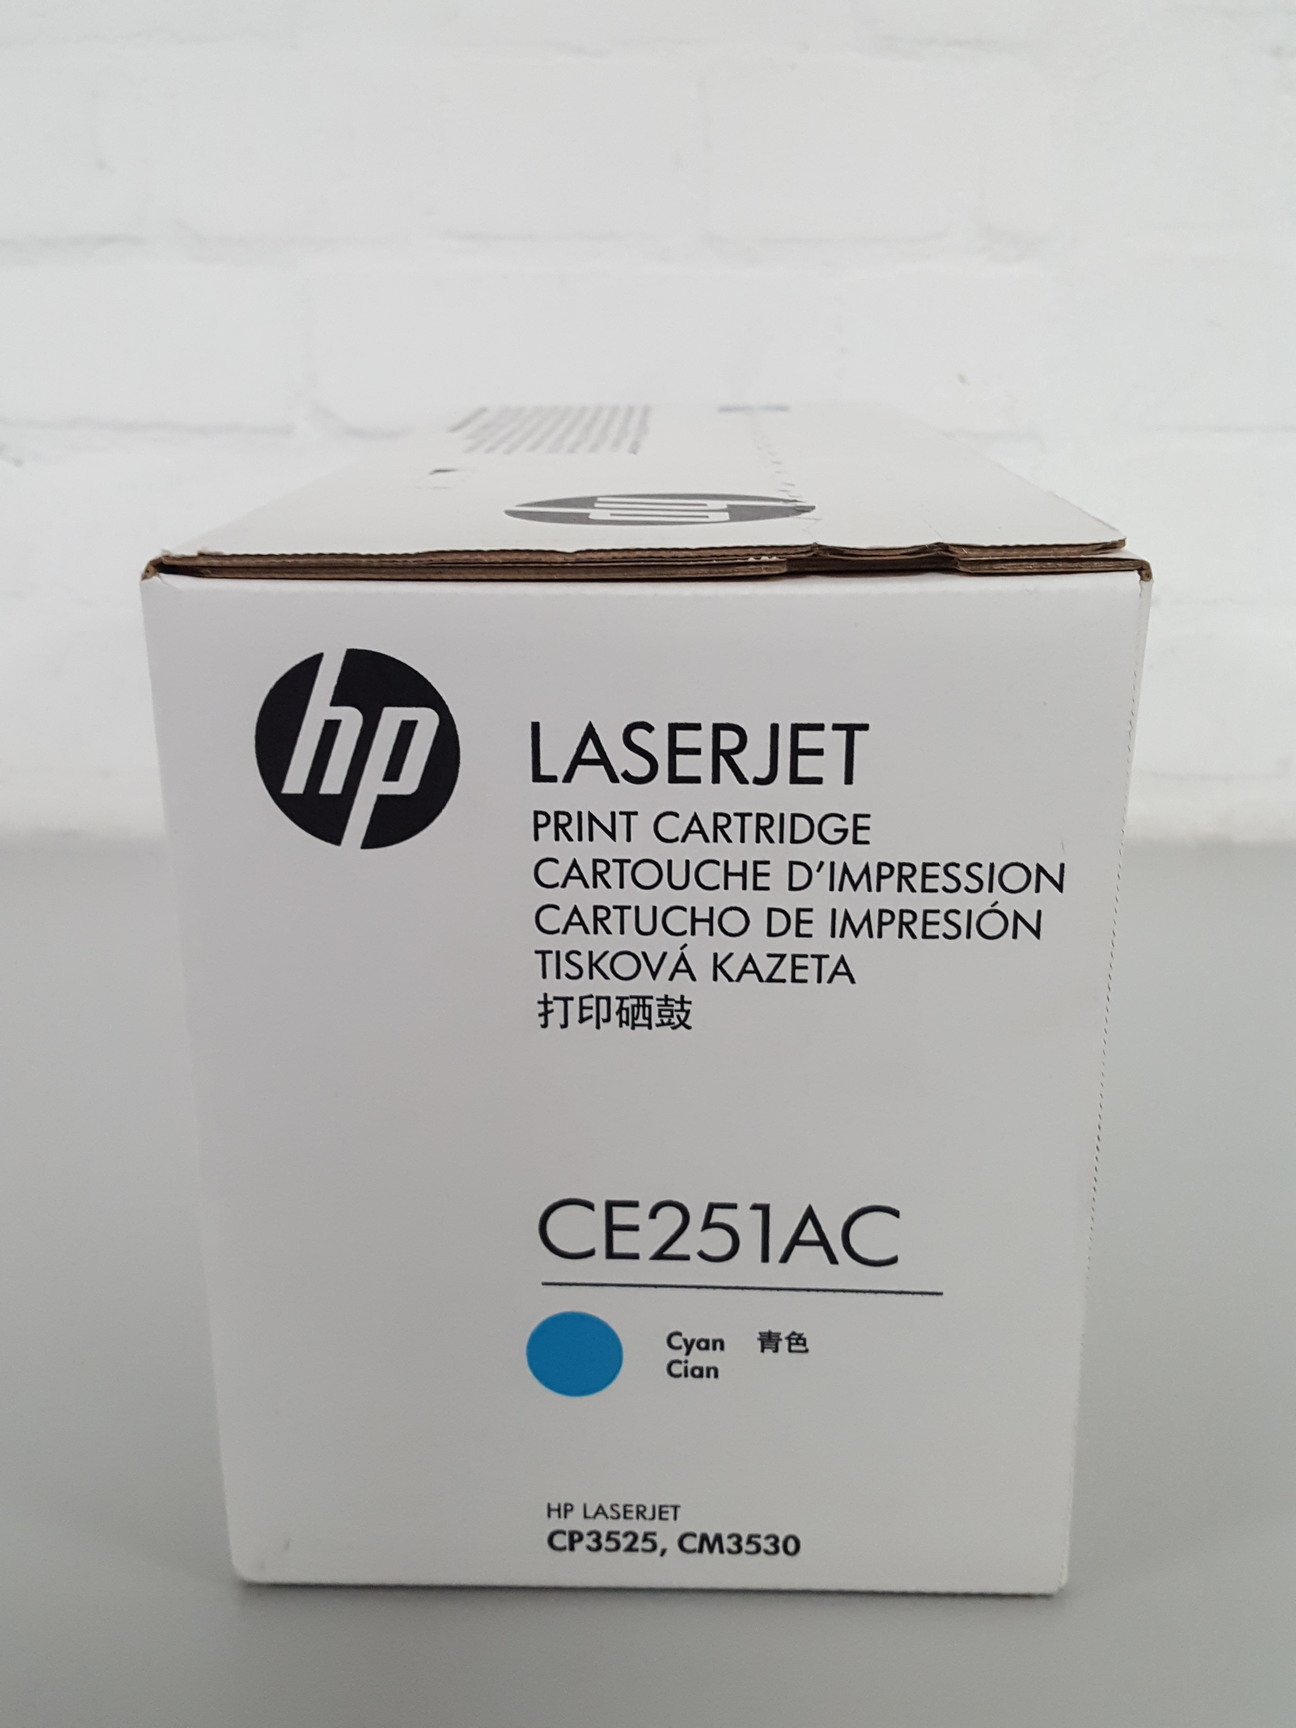 hp
hp
LASERJET
PRINT CARTRIDGE
CARTOUCHE D'IMPRESSION
CARTUCHO DE IMPRESIÓN
TISKOVÁ KAZETA
打印硒鼓
CE251AC
Cyan 青色
Cian
HP LASERJET
CP3525, CM3530